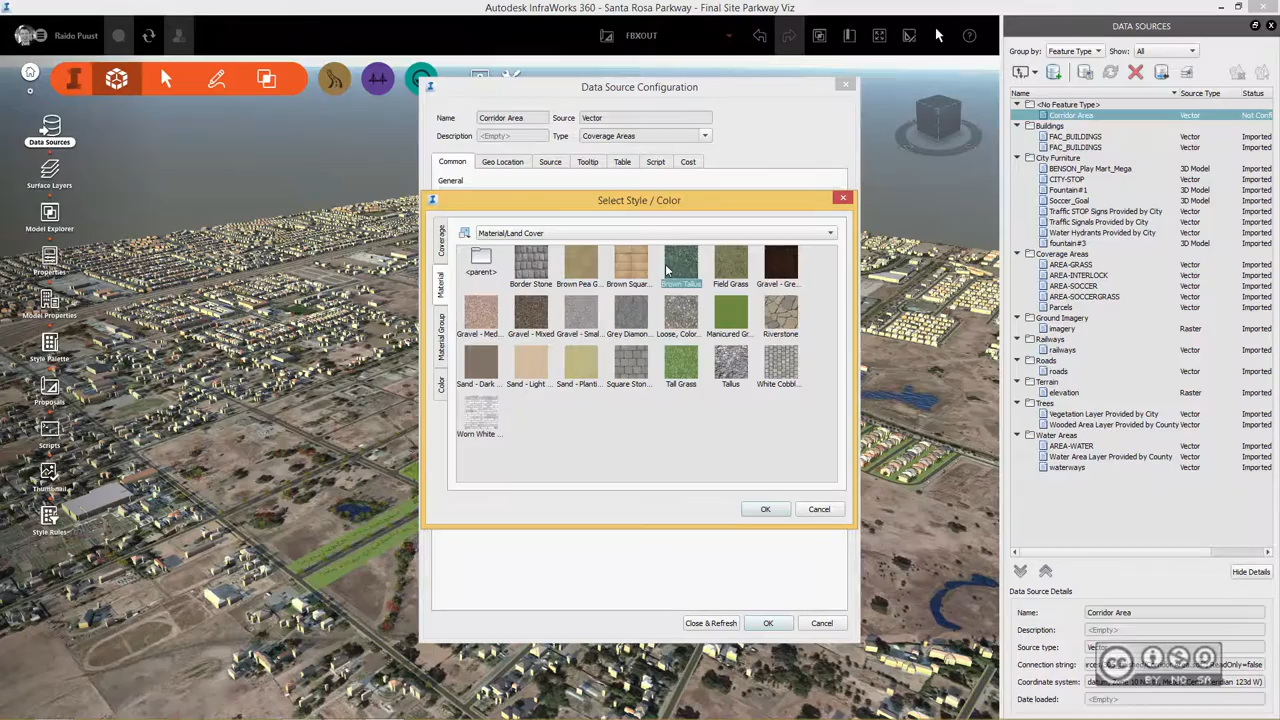 Autodesk InfraWorks 360 - Santa Rosa Parkway - Final Site Parkway Viz
Raido Puust
FBXOUT
Data Sources
Surface Layers
Model Explorer
Properties
Model Properties
Style Palette
Proposals
Scripts
Thumbnail
Style Rules
Data Source Configuration
Name
Corridor Area
Source
Vector
Description
<Empty>
Type
Coverage Areas
Common
Geo Location
Source
Tooltip
Table
Script
Cost
General
Select Style / Color
Coverage
Material
Material Group
Color
Material/Land Cover
<parent>
Border Stone
Brown Pea G...
Brown Squar...
Brown Tallus
Field Grass
Gravel - Gre...
Gravel - Med...
Gravel - Mixed
Gravel - Smal...
Grey Diamon...
Loose, Color...
Manicured Gr...
Riverstone
Sand - Dark ...
Sand - Light ...
Sand - Planti...
Square Ston...
Tall Grass
Tallus
White Cobbl...
Worn White ...
OK
Cancel
Close & Refresh
OK
Cancel
DATA SOURCES
Group by:
Feature Type
Show:
All
Name
Source Type
Status
<No Feature Type>
Corridor Area Vector Not Confi
Buildings
FAC_BUILDINGS Vector Imported
FAC_BUILDINGS Vector Imported
City Furniture
BENSON_Play Mart_Mega 3D Model Imported
CITY-STOP Vector Imported
Fountain#1 3D Model Imported
Soccer_Goal 3D Model Imported
Traffic STOP Signs Provided by City Vector Imported
Traffic Signals Provided by City Vector Imported
Water Hydrants Provided by City Vector Imported
fountain#3 3D Model Imported
Coverage Areas
AREA-GRASS Vector Imported
AREA-INTERLOCK Vector Imported
AREA-SOCCER Vector Imported
AREA-SOCCERGRASS Vector Imported
Parcels Vector Imported
Ground Imagery
imagery Raster Imported
Railways
railways Vector Imported
Roads
roads Vector Imported
Terrain
elevation Raster Imported
Trees
Vegetation Layer Provided by City Vector Imported
Wooded Area Layer Provided by County Vector Imported
Water Areas
AREA-WATER Vector Imported
Water Area Layer Provided by County Vector Imported
waterways Vector Imported
Hide Details
Data Source Details
Name:
Corridor Area
Description:
<Empty>
Source type:
Connection string:
ReadOnly=false
Coordinate system:
Date loaded:
<Empty>
BY NC SA